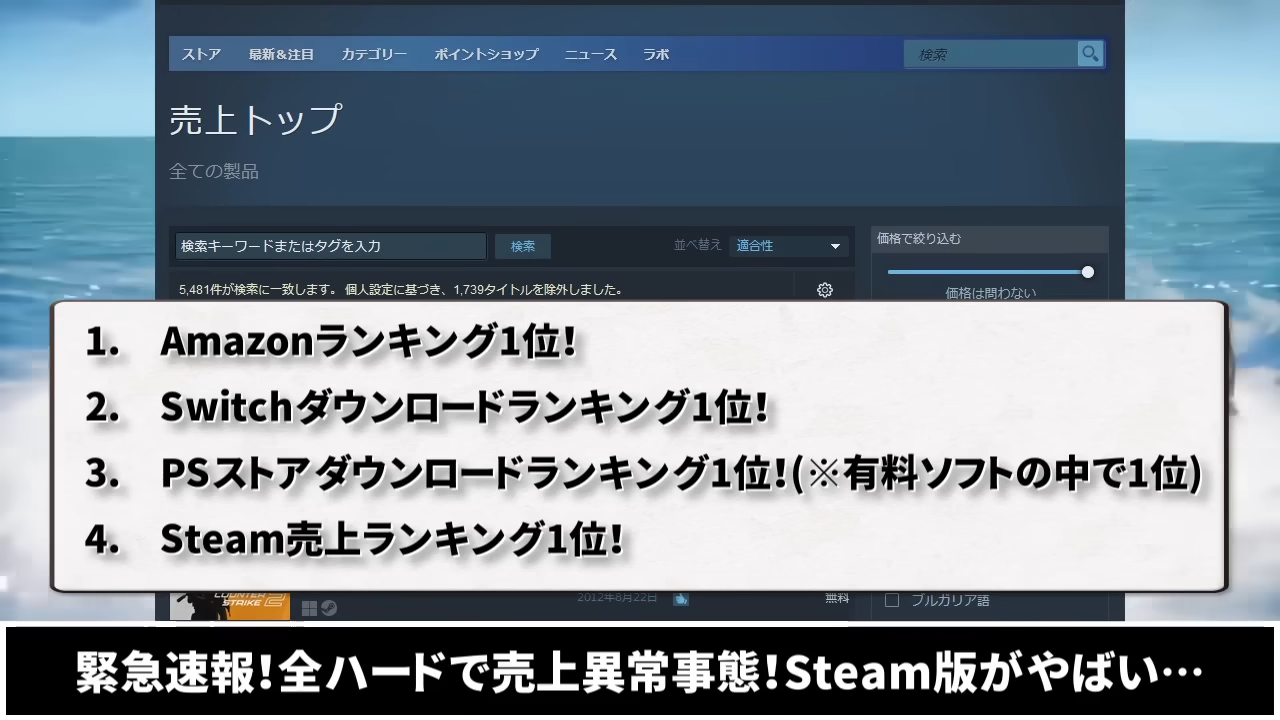 ストア 最新&注目 カテゴリー ポイントショップ ニュース ラボ 検索
売上トップ
全ての製品
検索キーワードまたはタグを入力 検索 並べ替え 適合性 価格で絞り込む
5,481件が検索に一致します。 個人設定に基づき、1,739タイトルを除外しました。
価格は問わない
1. Amazonランキング1位!
2. Switchダウンロードランキング1位!
3. PSストアダウンロードランキング1位!(※有料ソフトの中で1位)
4. Steam売上ランキング1位!
COUNTER
STRIKE 2 2012年8月22日 無料 ブルガリア語
緊急速報!全ハードで売上異常事態!Steam版がやばい…